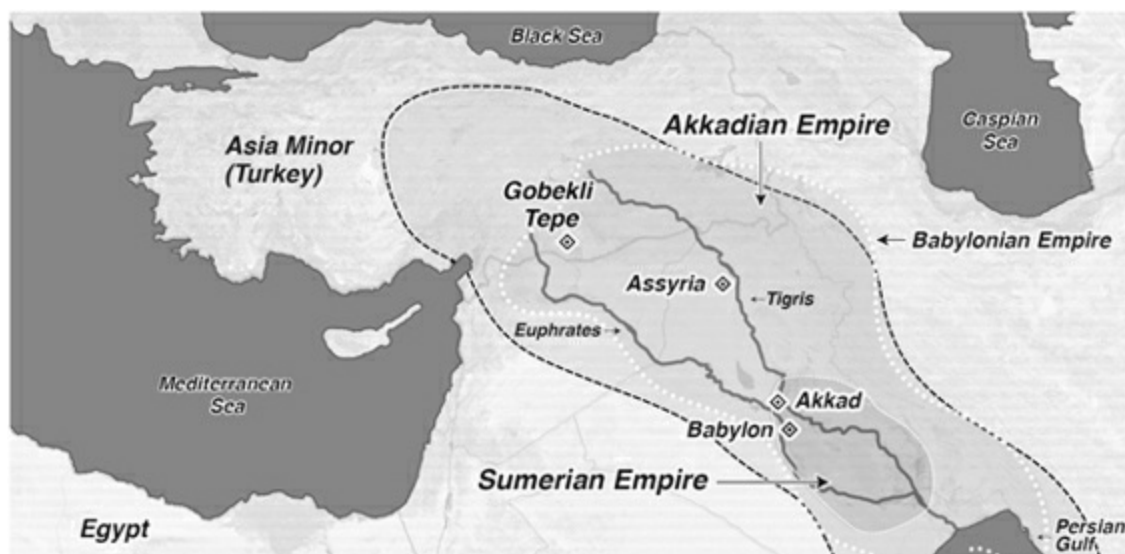 Black Sea
Akkadian Empire
Caspian
Sea
Asia Minor
(Turkey)
Gobekli
Tepe
Babylonian Empire
Assyria
Tigris
Euphrates
Mediterranean
Sea
Akkad
Babylon
Sumerian Empire
Egypt
Persian
Gulf